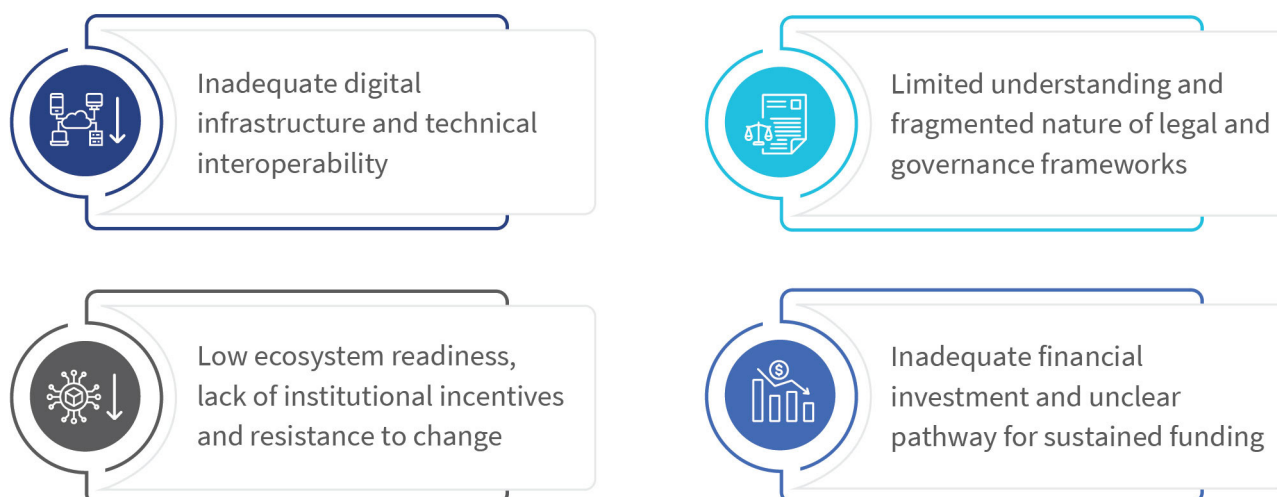 Inadequate digital
infrastructure and technical
interoperability
Limited understanding and
fragmented nature of legal and
governance frameworks
Low ecosystem readiness,
lack of institutional incentives
and resistance to change
$
Inadequate financial
investment and unclear
pathway for sustained funding